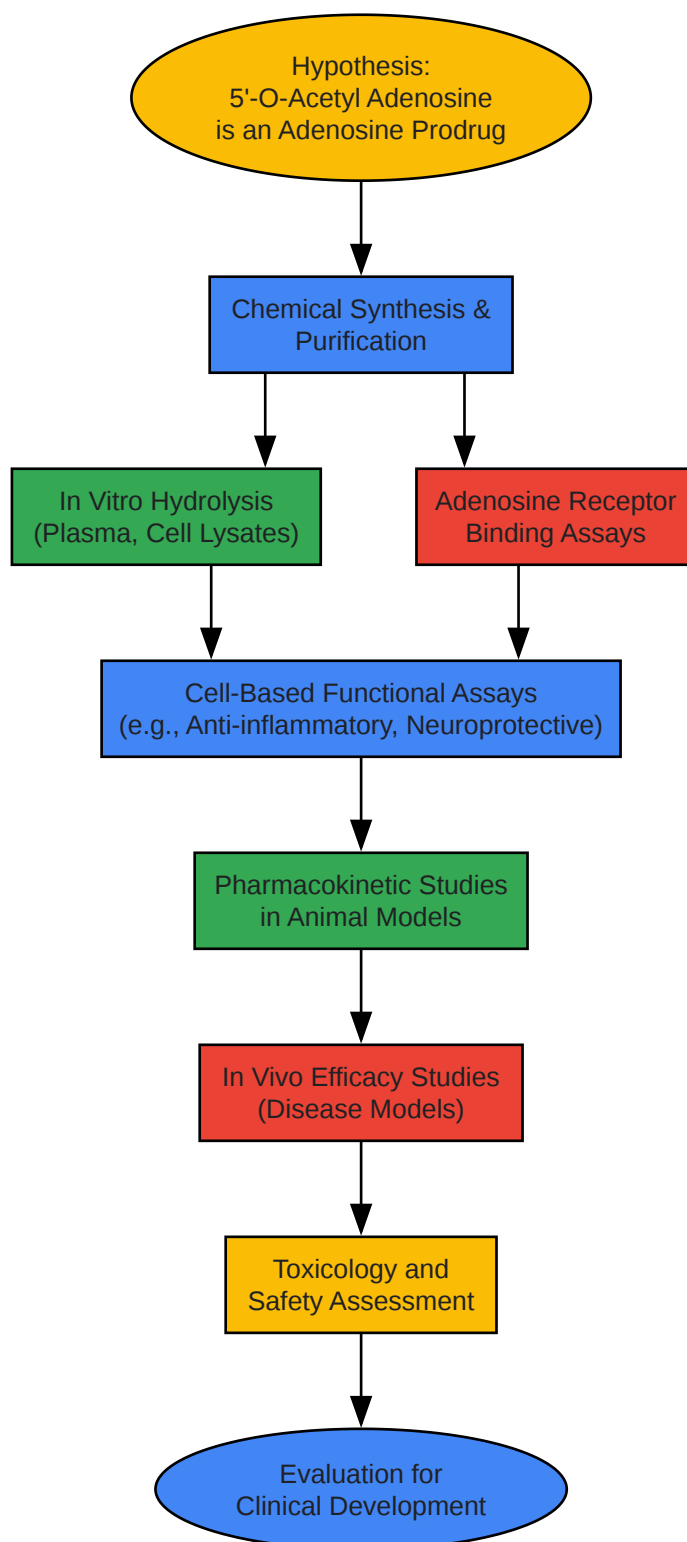 Hypothesis:
5'-O-Acetyl Adenosine
is an Adenosine Prodrug
Chemical Synthesis &
Purification
In Vitro Hydrolysis
(Plasma, Cell Lysates)
Adenosine Receptor
Binding Assays
Cell-Based Functional Assays
(e.g., Anti-inflammatory, Neuroprotective)
Pharmacokinetic Studies
in Animal Models
In Vivo Efficacy Studies
(Disease Models)
Toxicology and
Safety Assessment
Evaluation for
Clinical Development